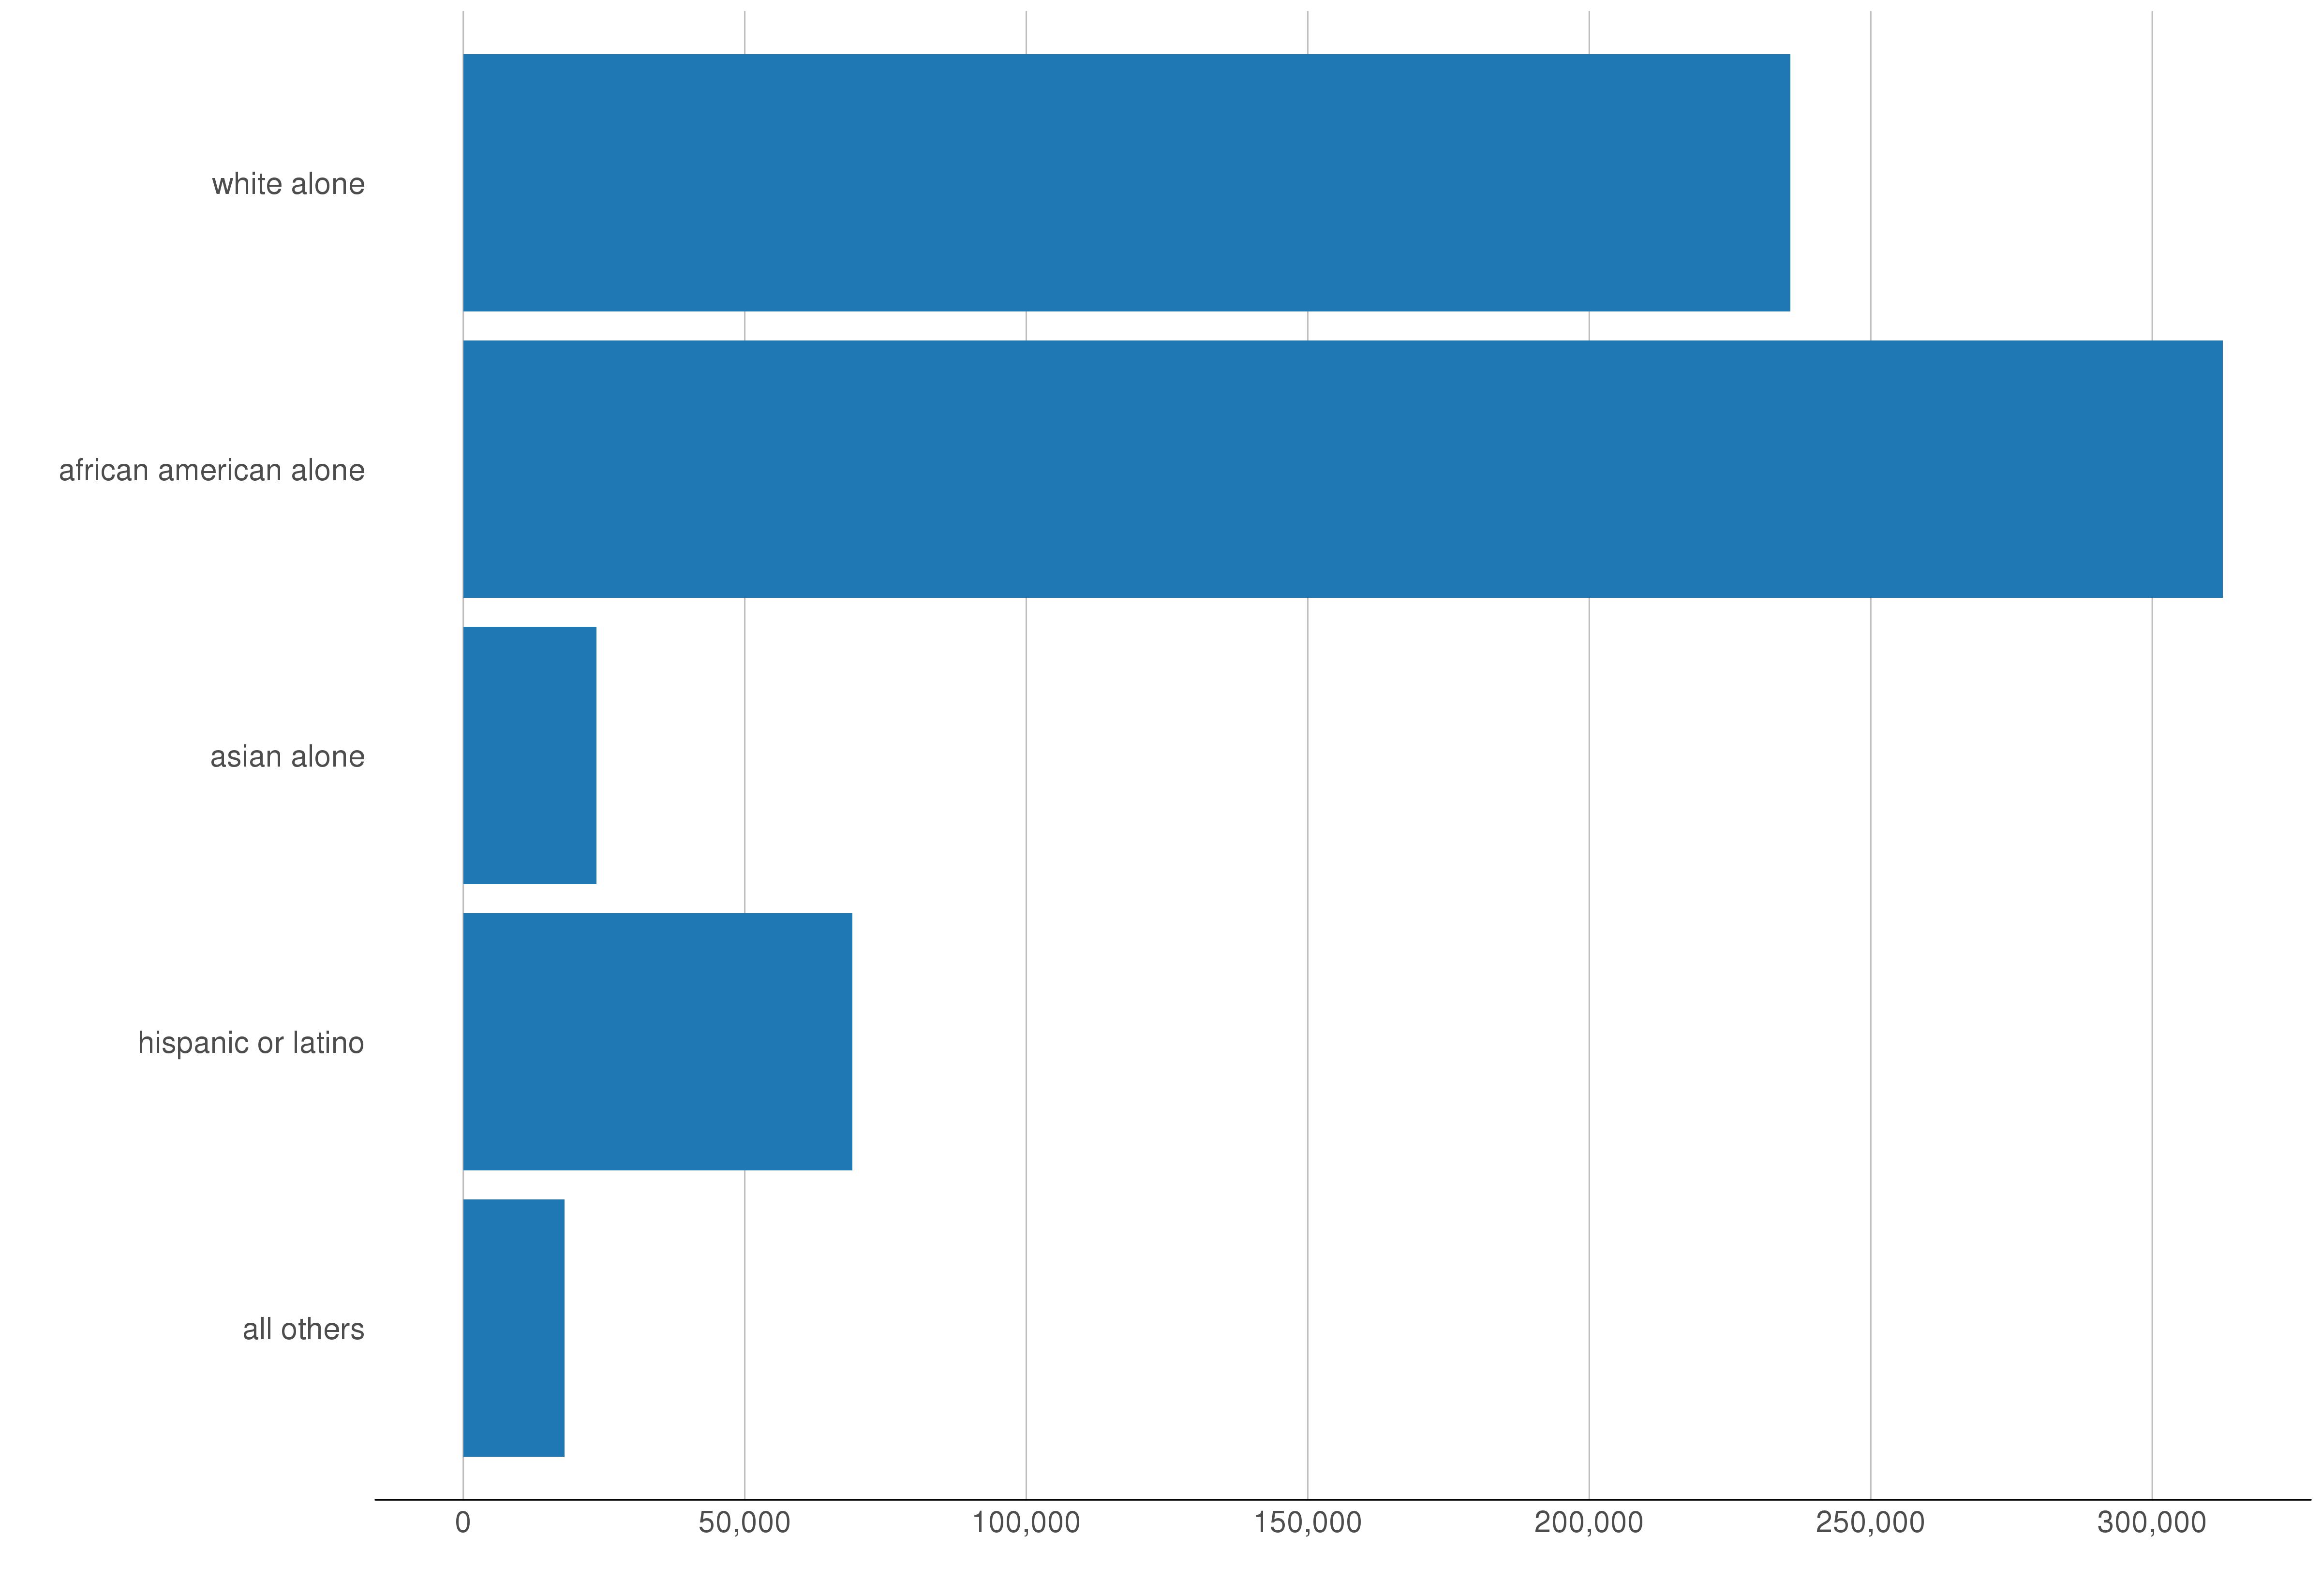 white alone
african american alone
asian alone
hispanic or latino
all others
0 50,000 100,000 150,000 200,000 250,000 300,000